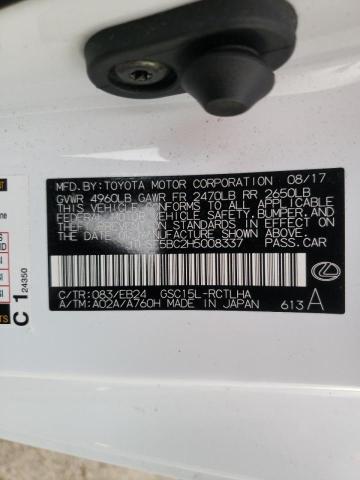 MFD.BY: TOYOTA MOTOR CORPORATION 08/17
GVWR 4960LB GAWR FR 2470LB RR 2650LB
THIS VEHICLE CONFORMS TO ALL APPLICABLE
FEDERAL MOTOR VEHICLE SAFETY, BUMPER, AND
THEFT PREVENTION STANDARDS IN EFFECT ON THE
DATE OF MANUFACTURE SHOWN ABOVE.
PASS.CAR
C/TR: 083/EB24 GSC15L-RCTLHA
A/TM: A02A/A760H MADE IN JAPAN 613 A
C 1 24350